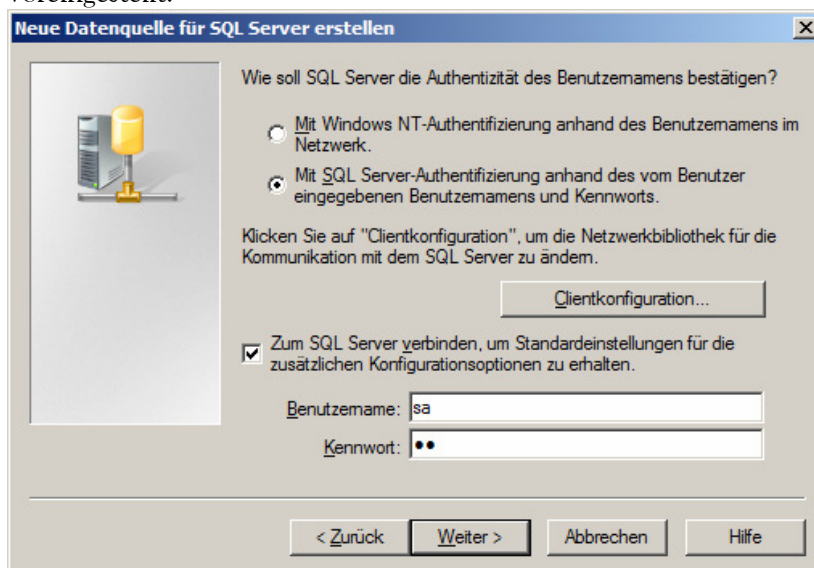 voreingestellt.
Neue Datenquelle für SQL Server erstellen
Wie soll SQL Server die Authentizität des Benutzernamens bestätigen?
Mit Windows NT-Authentifizierung anhand des Benutzernamens im
Netzwerk.
Mit SQL Server-Authentifizierung anhand des vom Benutzer
eingegebenen Benutzernamens und Kennworts.
Klicken Sie auf "Clientkonfiguration", um die Netzwerkbibliothek für die
Kommunikation mit dem SQL Server zu ändern.
Clientkonfiguration...
Zum SQL Server verbinden, um Standardeinstellungen für die
zusätzlichen Konfigurationsoptionen zu erhalten.
Benutzername: sa
Kennwort: ●●
< Zurück Weiter > Abbrechen Hilfe